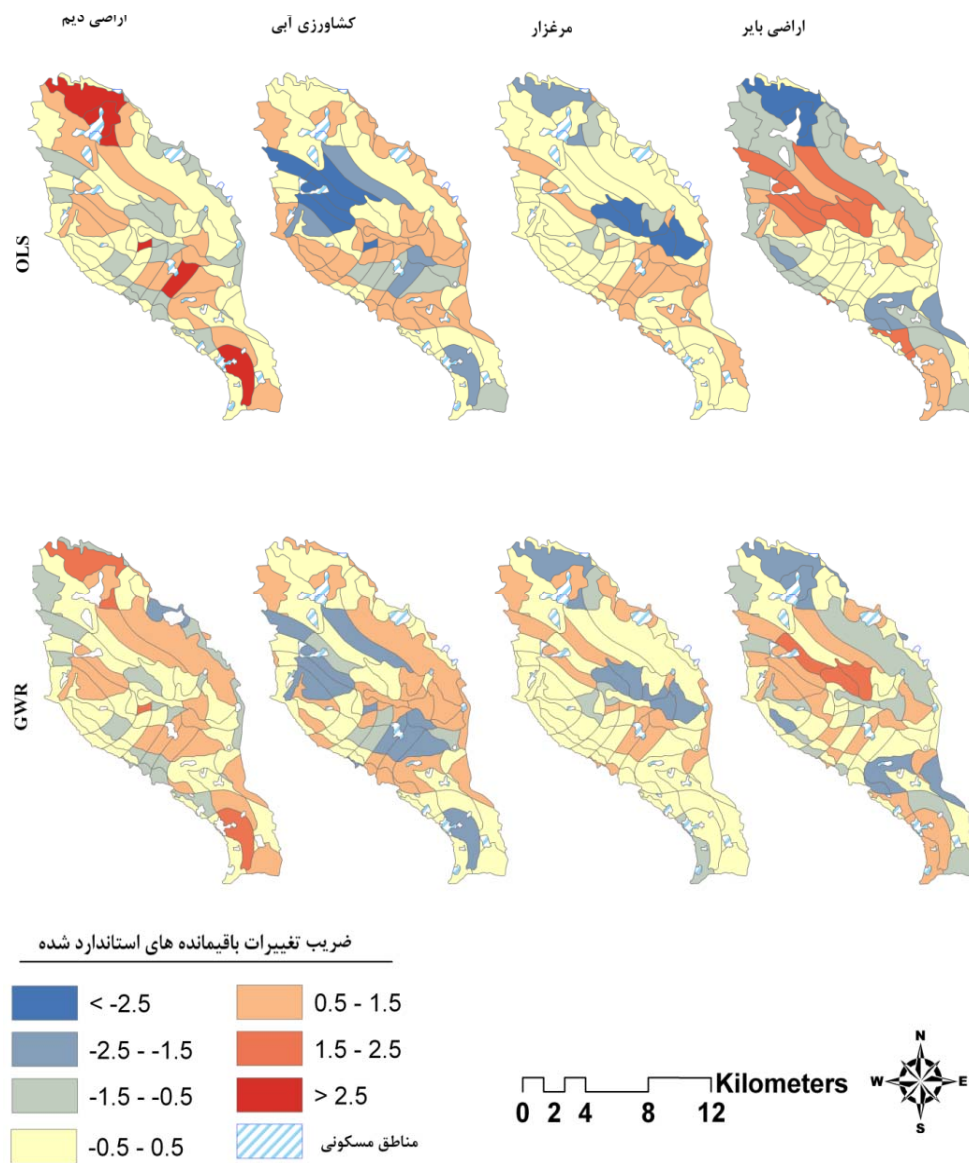 اراضی دیم
کشاورزی آبی
مرغزار
اراضی بایر
OLS
GWR
ضریب تغییرات باقیمانده های استاندارد شده
< -2.5
0.5 - 1.5
-2.5 - -1.5
1.5 - 2.5
-1.5 - -0.5
> 2.5
-0.5 - 0.5
مناطق مسکونی
Kilometers
0 2 4 8 12
N
W E
S